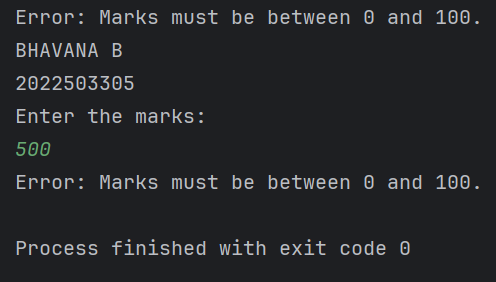 Error: Marks must be between 0 and 100.
BHAVANA B
2022503305
Enter the marks:
500
Error: Marks must be between 0 and 100.
Process finished with exit code 0